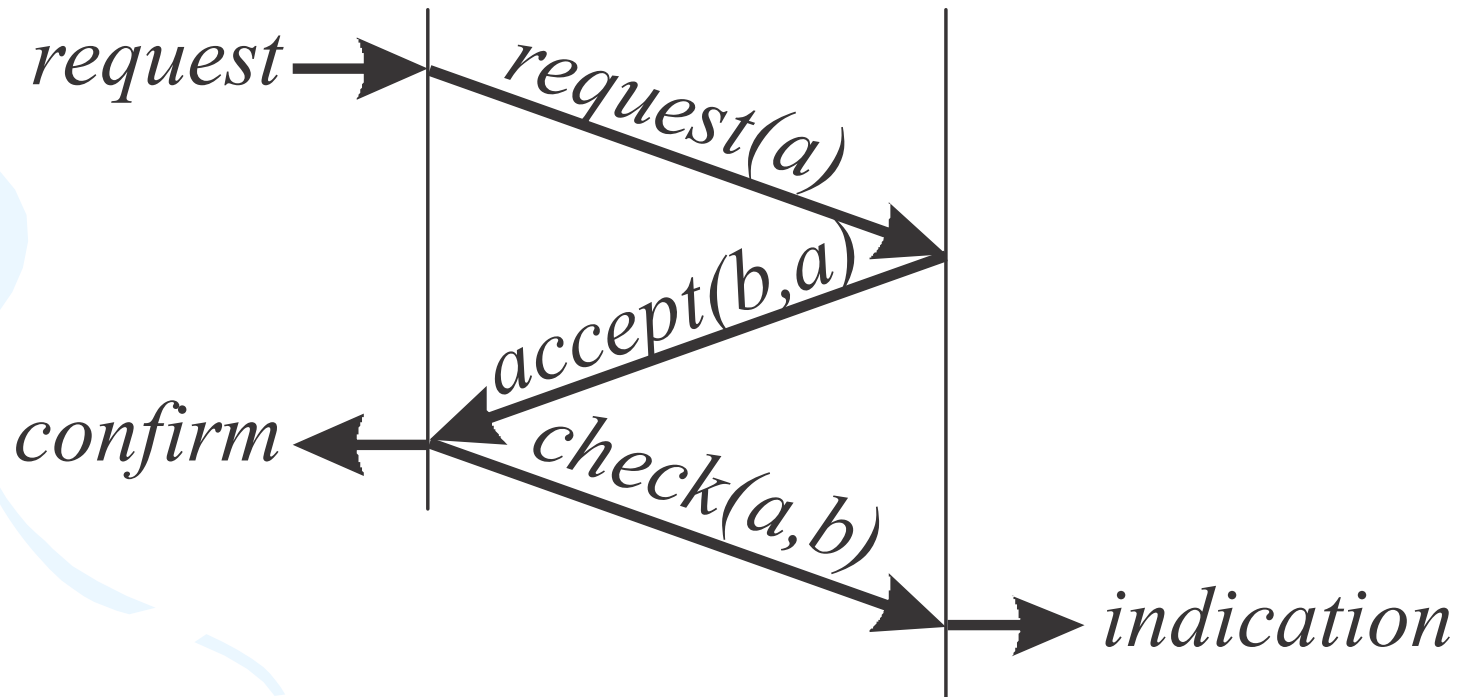 request
request(a)
accept(b,a)
confirm
check(a,b)
indication